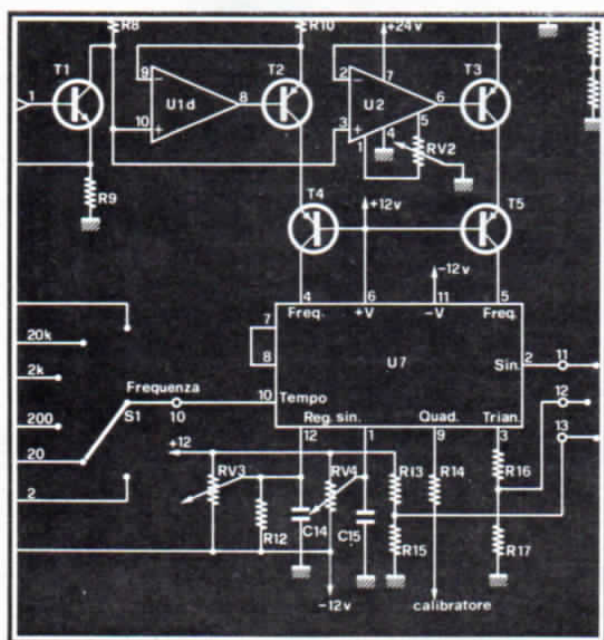 R8
R10
+24v
T1
9
−
T2
2
−
7
T3
1
U1d
8
U2
6
10
+
3
+
5
4
1
RV2
R9
T4
+12v
T5
−12v
4
6
11
5
7
Freq.
+V
−V
Freq.
20k
8
U7
Sin.
2
11
2k
Frequenza
12
10
Tempo
200
S1
10
Reg. sin.
Quad.
Trian.
13
20
+12
12
1
9
3
RV3
RV4
R13
R14
R16
2
R12
C14
C15
R15
R17
−12v
calibratore